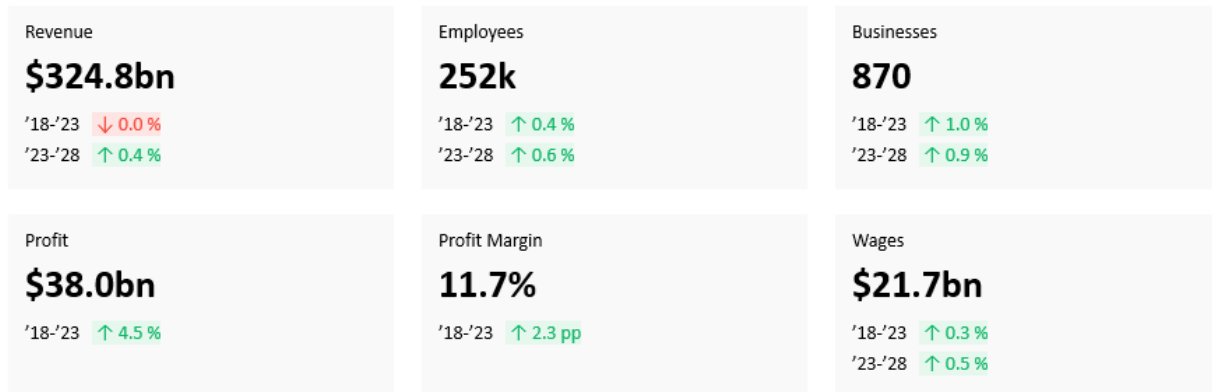 Revenue
$324.8bn
’18-’23 ↓ 0.0 %
’23-’28 ↑ 0.4 %
Employees
252k
’18-’23 ↑ 0.4 %
’23-’28 ↑ 0.6 %
Businesses
870
’18-’23 ↑ 1.0 %
’23-’28 ↑ 0.9 %
Profit
$38.0bn
’18-’23 ↑ 4.5 %
Profit Margin
11.7%
’18-’23 ↑ 2.3 pp
Wages
$21.7bn
’18-’23 ↑ 0.3 %
’23-’28 ↑ 0.5 %